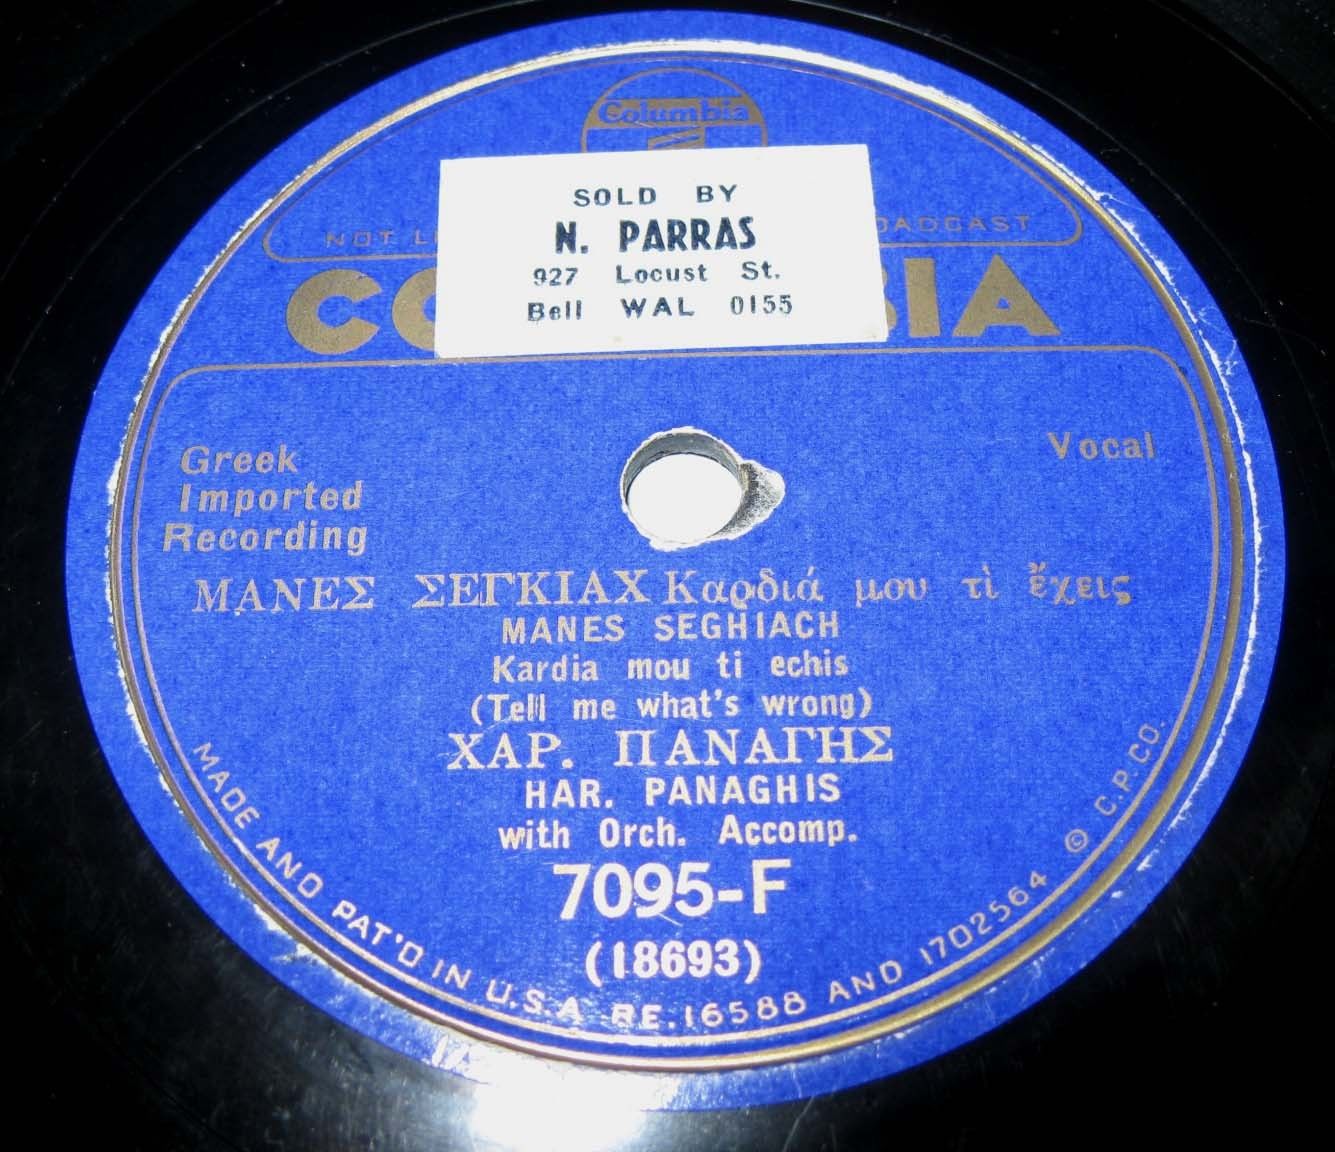 Columbia
SOLD BY
N. PARRAS
927 Locust St.
Bell WAL 0155
Greek
Imported
Recording
Vocal
ΜΑΝΕΣ ΣΕΓΚΙΑΧ Καρδιά μου τὶ ἔχεις
MANES SEGHIACH
Kardia mou ti echis
(Tell me what's wrong)
ΧΑΡ. ΠΑΝΑΓΗΣ
HAR. PANAGHIS
with Orch. Accomp.
7095-F
(18693)
MADE AND PAT'D IN U.S.A RE.16588 AND 1702564 © C.P.CO.